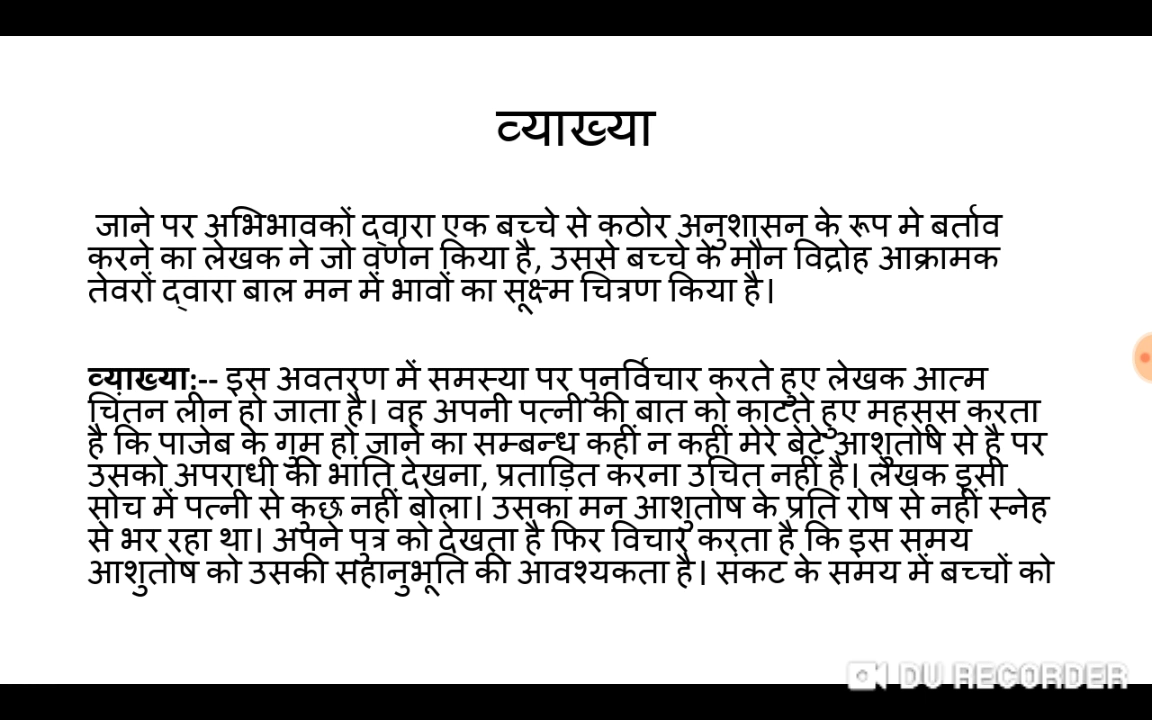 व्याख्या
जाने पर अभिभावकों द्वारा एक बच्चे से कठोर अनुशासन के रूप मे बर्ताव
करने का लेखक ने जो वर्णन किया है, उससे बच्चे के मौन विद्रोह आक्रामक
तेवरों द्वारा बाल मन में भावों का सूक्ष्म चित्रण किया है।
व्याख्या:-- इस अवतरण में समस्या पर पुनर्विचार करते हुए लेखक आत्म
चिंतन लीन हो जाता है। वह अपनी पत्नी की बात को काटते हुए महसूस करता
है कि पाजेब के गुम हो जाने का सम्बन्ध कहीं न कहीं मेरे बेटे आशुतोष से है पर
उसको अपराधी की भांति देखना, प्रताड़ित करना उचित नहीं है। लेखक इसी
सोच में पत्नी से कुछ नहीं बोला। उसका मन आशुतोष के प्रति रोष से नहीं स्नेह
से भर रहा था। अपने पुत्र को देखता है फिर विचार करता है कि इस समय
आशुतोष को उसकी सहानुभूति की आवश्यकता है। संकट के समय में बच्चों को
DU RECORDER